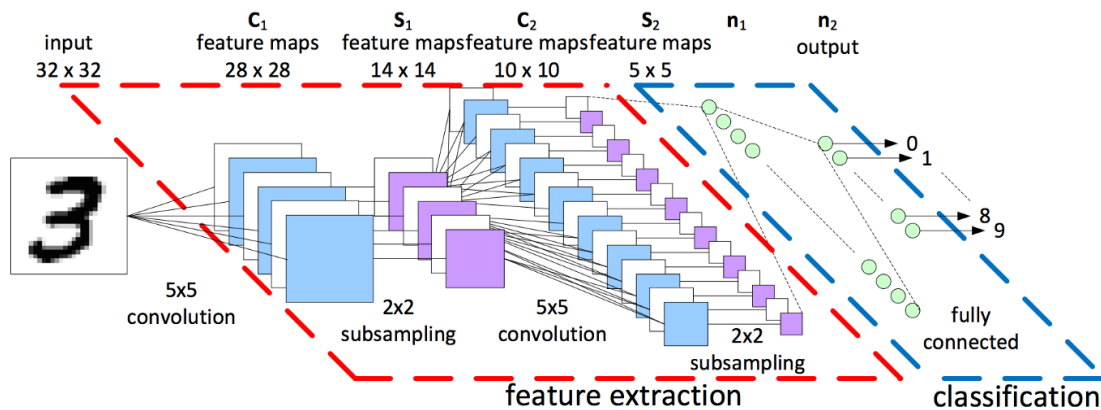 C1 S1 C2 S2 n1 n2
input feature maps feature maps feature maps feature maps output
32 x 32 28 x 28 14 x 14 10 x 10 5 x 5
0
1
8
9
5x5
convolution
2x2
subsampling
5x5
convolution
2x2
subsampling
fully
connected
feature extraction
classification
3